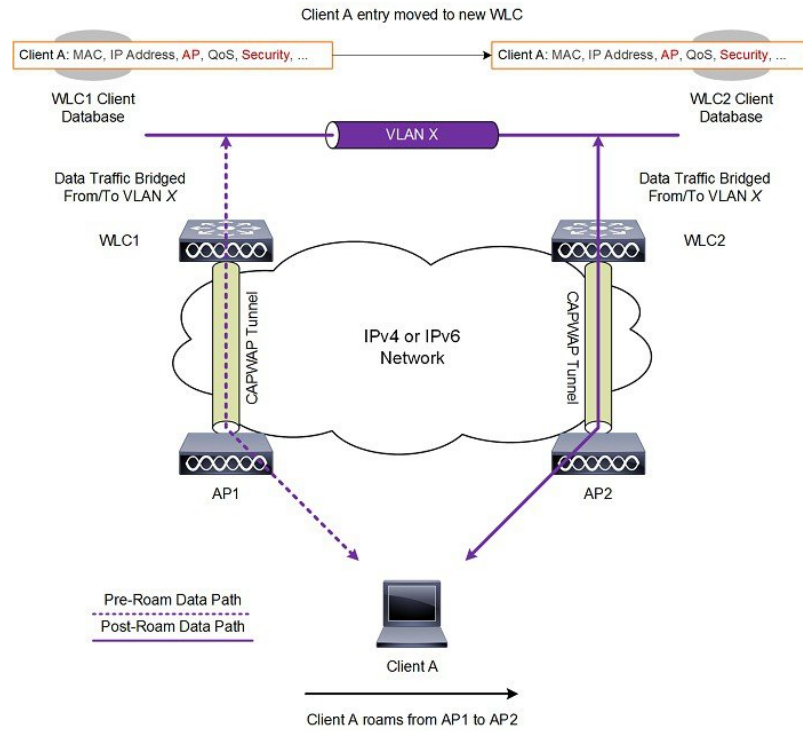 Client A entry moved to new WLC
Client A: MAC, IP Address, AP, QoS, Security, ...
Client A: MAC, IP Address, AP, QoS, Security, ...
WLC1 Client
Database
WLC2 Client
Database
VLAN X
Data Traffic Bridged
From/To VLAN X
Data Traffic Bridged
From/To VLAN X
WLC1
WLC2
CAPWAP Tunnel
IPv4 or IPv6
Network
CAPWAP Tunnel
AP1
AP2
Pre-Roam Data Path
Post-Roam Data Path
Client A
Client A roams from AP1 to AP2